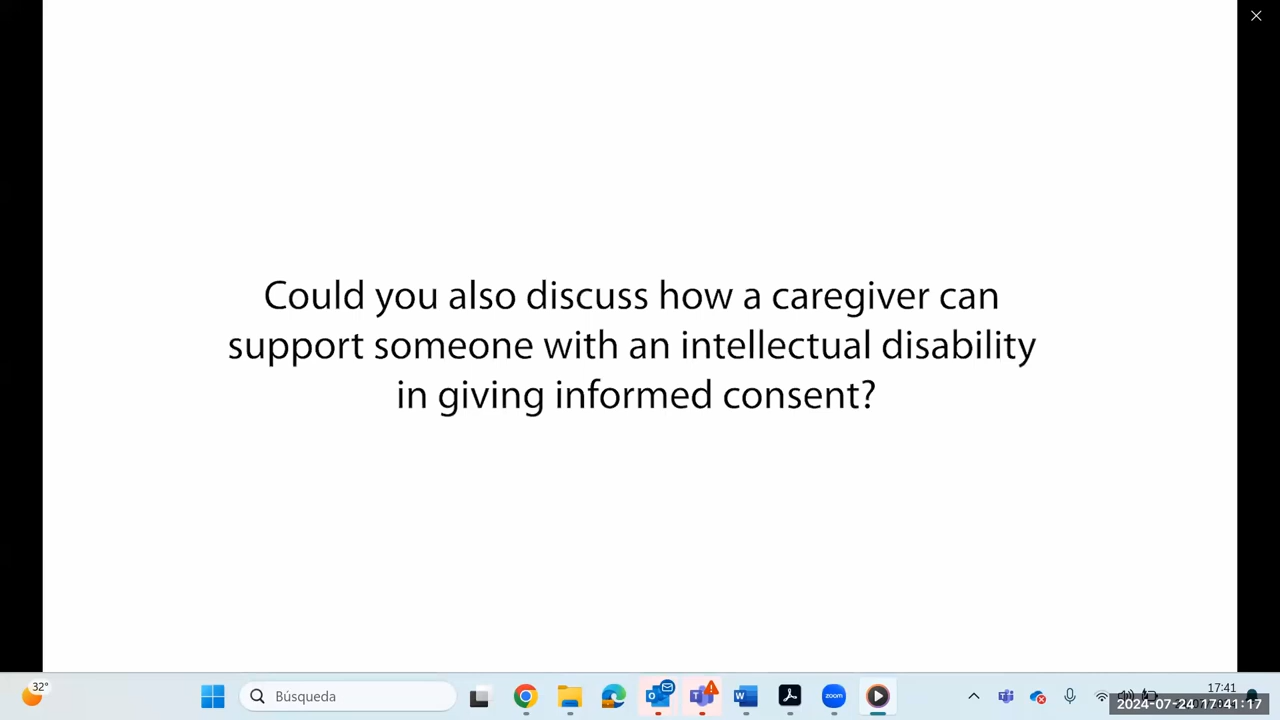 Could you also discuss how a caregiver can
support someone with an intellectual disability
in giving informed consent?
32°
Búsqueda
zoom
17:41
2024-07-24 17:41:17